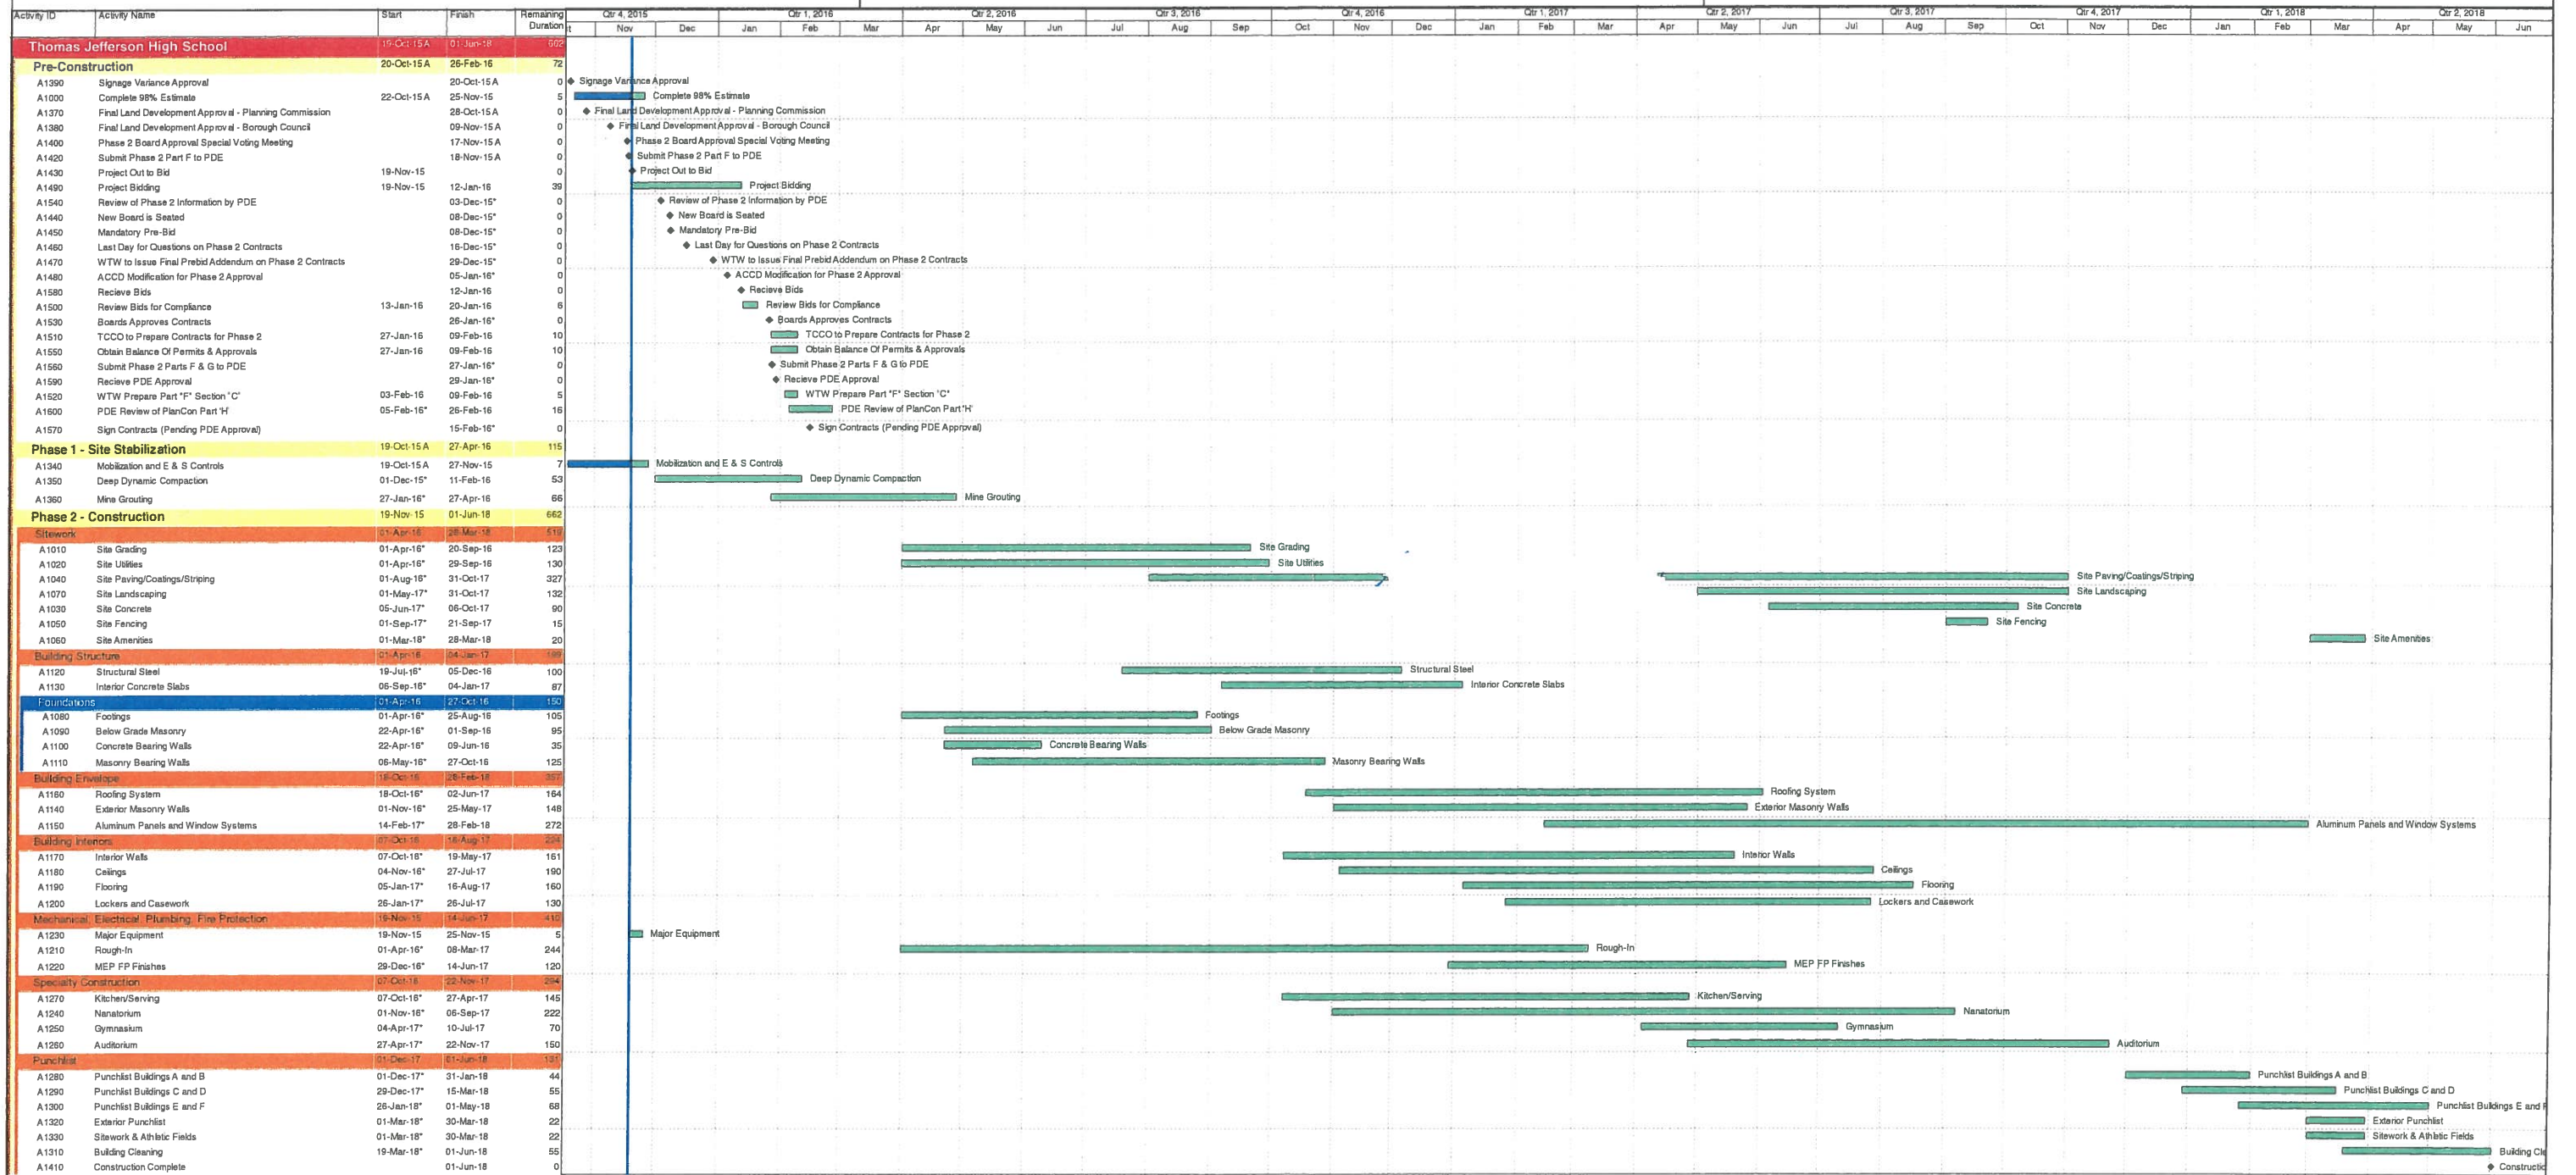 Activity ID Activity Name Start Finish Remaining Duration
Qtr 4, 2015 Qtr 1, 2016 Qtr 2, 2016 Qtr 3, 2016 Qtr 4, 2016 Qtr 1, 2017 Qtr 2, 2017 Qtr 3, 2017 Qtr 4, 2017 Qtr 1, 2018 Qtr 2, 2018
Nov Dec Jan Feb Mar Apr May Jun Jul Aug Sep Oct Nov Dec Jan Feb Mar Apr May Jun Jul Aug Sep Oct Nov Dec Jan Feb Mar Apr May Jun
Thomas Jefferson High School 19-Oct-15 A 01-Jun-18 662
Pre-Construction 20-Oct-15 A 26-Feb-16 72
A1390 Signage Variance Approval 20-Oct-15 A 0 Signage Variance Approval
A1000 Complete 98% Estimate 22-Oct-15 A 25-Nov-15 5 Complete 98% Estimate
A1370 Final Land Development Approval - Planning Commission 28-Oct-15 A 0 Final Land Development Approval - Planning Commission
A1380 Final Land Development Approval - Borough Council 09-Nov-15 A 0 Final Land Development Approval - Borough Council
A1400 Phase 2 Board Approval Special Voting Meeting 17-Nov-15 A 0 Phase 2 Board Approval Special Voting Meeting
A1420 Submit Phase 2 Part F to PDE 18-Nov-15 A 0 Submit Phase 2 Part F to PDE
A1430 Project Out to Bid 19-Nov-15 0 Project Out to Bid
A1490 Project Bidding 19-Nov-15 12-Jan-16 39 Project Bidding
A1540 Review of Phase 2 Information by PDE 03-Dec-15* 0 Review of Phase 2 Information by PDE
A1440 New Board is Seated 08-Dec-15* 0 New Board is Seated
A1450 Mandatory Pre-Bid 08-Dec-15* 0 Mandatory Pre-Bid
A1460 Last Day for Questions on Phase 2 Contracts 16-Dec-15* 0 Last Day for Questions on Phase 2 Contracts
A1470 WTW to Issue Final Prebid Addendum on Phase 2 Contracts 29-Dec-15* 0 WTW to Issue Final Prebid Addendum on Phase 2 Contracts
A1480 ACCD Modification for Phase 2 Approval 05-Jan-16* 0 ACCD Modification for Phase 2 Approval
A1580 Recieve Bids 12-Jan-16 0 Recieve Bids
A1500 Review Bids for Compliance 13-Jan-16 20-Jan-16 6 Review Bids for Compliance
A1530 Boards Approves Contracts 26-Jan-16* 0 Boards Approves Contracts
A1510 TCCO to Prepare Contracts for Phase 2 27-Jan-16 09-Feb-16 10 TCCO to Prepare Contracts for Phase 2
A1550 Obtain Balance Of Permits & Approvals 27-Jan-16 09-Feb-16 10 Obtain Balance Of Permits & Approvals
A1560 Submit Phase 2 Parts F & G to PDE 27-Jan-16* 0 Submit Phase 2 Parts F & G to PDE
A1590 Recieve PDE Approval 29-Jan-16* 0 Recieve PDE Approval
A1520 WTW Prepare Part "F" Section "C" 03-Feb-16 09-Feb-16 5 WTW Prepare Part "F" Section "C"
A1600 PDE Review of PlanCon Part 'H' 05-Feb-16* 26-Feb-16 16 PDE Review of PlanCon Part 'H'
A1570 Sign Contracts (Pending PDE Approval) 15-Feb-16* 0 Sign Contracts (Pending PDE Approval)
Phase 1 - Site Stabilization 19-Oct-15 A 27-Apr-16 115
A1340 Mobilization and E & S Controls 19-Oct-15 A 27-Nov-15 7 Mobilization and E & S Controls
A1350 Deep Dynamic Compaction 01-Dec-15* 11-Feb-16 53 Deep Dynamic Compaction
A1360 Mine Grouting 27-Jan-16* 27-Apr-16 66 Mine Grouting
Phase 2 - Construction 19-Nov-15 01-Jun-18 662
Sitework 01-Apr-16 28-Mar-18 519
A1010 Site Grading 01-Apr-16* 20-Sep-16 123 Site Grading
A1020 Site Utilities 01-Apr-16* 29-Sep-16 130 Site Utilities
A1040 Site Paving/Coatings/Striping 01-Aug-16* 31-Oct-17 327 Site Paving/Coatings/Striping
A1070 Site Landscaping 01-May-17* 31-Oct-17 132 Site Landscaping
A1030 Site Concrete 05-Jun-17* 06-Oct-17 90 Site Concrete
A1050 Site Fencing 01-Sep-17* 21-Sep-17 15 Site Fencing
A1060 Site Amenities 01-Mar-18* 28-Mar-18 20 Site Amenities
Building Structure 01-Apr-16 04-Jan-17 199
A1120 Structural Steel 19-Jul-16* 05-Dec-16 100 Structural Steel
A1130 Interior Concrete Slabs 06-Sep-16* 04-Jan-17 87 Interior Concrete Slabs
Foundations 01-Apr-16 27-Oct-16 150
A1080 Footings 01-Apr-16* 25-Aug-16 105 Footings
A1090 Below Grade Masonry 22-Apr-16* 01-Sep-16 95 Below Grade Masonry
A1100 Concrete Bearing Walls 22-Apr-16* 09-Jun-16 35 Concrete Bearing Walls
A1110 Masonry Bearing Walls 06-May-16* 27-Oct-16 125 Masonry Bearing Walls
Building Envelope 18-Oct-16 28-Feb-18 357
A1160 Roofing System 18-Oct-16* 02-Jun-17 164 Roofing System
A1140 Exterior Masonry Walls 01-Nov-16* 25-May-17 148 Exterior Masonry Walls
A1150 Aluminum Panels and Window Systems 14-Feb-17* 28-Feb-18 272 Aluminum Panels and Window Systems
Building Interiors 07-Oct-16 16-Aug-17 224
A1170 Interior Walls 07-Oct-16* 19-May-17 161 Interior Walls
A1180 Ceilings 04-Nov-16* 27-Jul-17 190 Ceilings
A1190 Flooring 05-Jan-17* 16-Aug-17 160 Flooring
A1200 Lockers and Casework 26-Jan-17* 26-Jul-17 130 Lockers and Casework
Mechanical, Electrical, Plumbing, Fire Protection 19-Nov-15 14-Jun-17 410
A1230 Major Equipment 19-Nov-15 25-Nov-15 5 Major Equipment
A1210 Rough-In 01-Apr-16* 08-Mar-17 244 Rough-In
A1220 MEP FP Finishes 29-Dec-16* 14-Jun-17 120 MEP FP Finishes
Specialty Construction 07-Oct-16 22-Nov-17 294
A1270 Kitchen/Serving 07-Oct-16* 27-Apr-17 145 Kitchen/Serving
A1240 Nanatorium 01-Nov-16* 06-Sep-17 222 Nanatorium
A1250 Gymnasium 04-Apr-17* 10-Jul-17 70 Gymnasium
A1260 Auditorium 27-Apr-17* 22-Nov-17 150 Auditorium
Punchlist 01-Dec-17 01-Jun-18 131
A1280 Punchlist Buildings A and B 01-Dec-17* 31-Jan-18 44 Punchlist Buildings A and B
A1290 Punchlist Buildings C and D 29-Dec-17* 15-Mar-18 55 Punchlist Buildings C and D
A1300 Punchlist Buildings E and F 26-Jan-18* 01-May-18 68 Punchlist Buildings E and F
A1320 Exterior Punchlist 01-Mar-18* 30-Mar-18 22 Exterior Punchlist
A1330 Sitework & Athletic Fields 01-Mar-18* 30-Mar-18 22 Sitework & Athletic Fields
A1310 Building Cleaning 19-Mar-18* 01-Jun-18 55 Building Cle
A1410 Construction Complete 01-Jun-18 0 Constructic